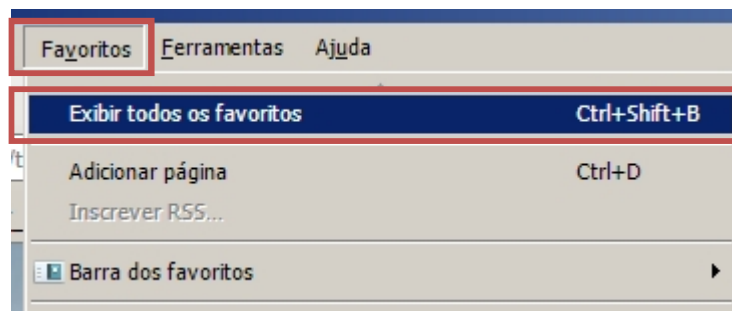 Favoritos Ferramentas Ajuda
Exibir todos os favoritos Ctrl+Shift+B
Adicionar página Ctrl+D
Inscrever RSS...
Barra dos favoritos